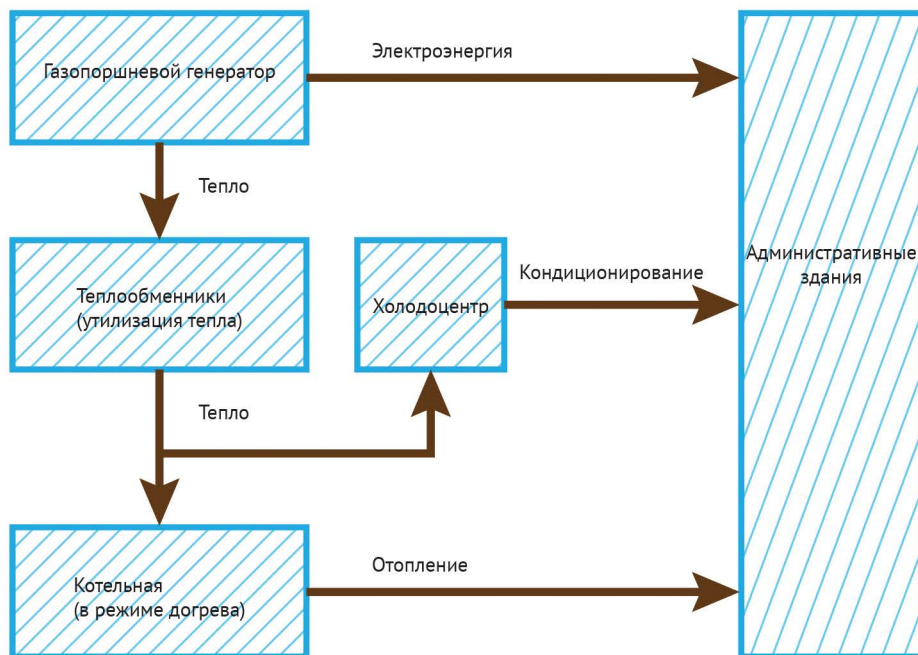 Газопоршневой генератор
Электроэнергия
Тепло
Теплообменники
(утилизация тепла)
Холодоцентр
Кондиционирование
Административные
здания
Тепло
Котельная
(в режиме догрева)
Отопление